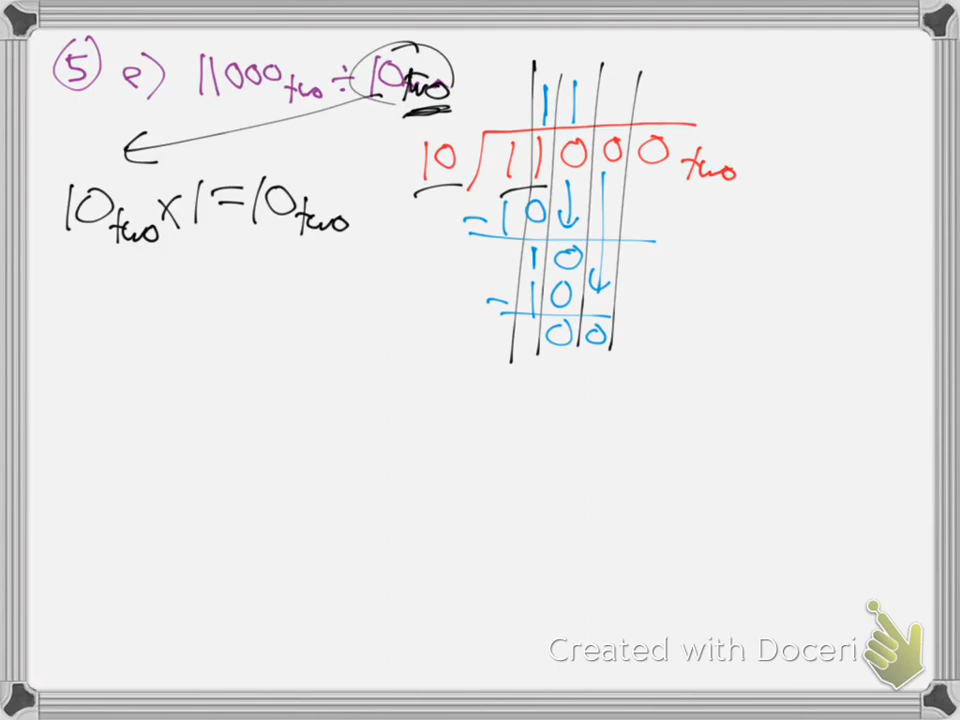 5 e) 11000two ÷ 10two
10two x 1 = 10two
11
10 11000two
- 10
10
- 10
00
Created with Doceri